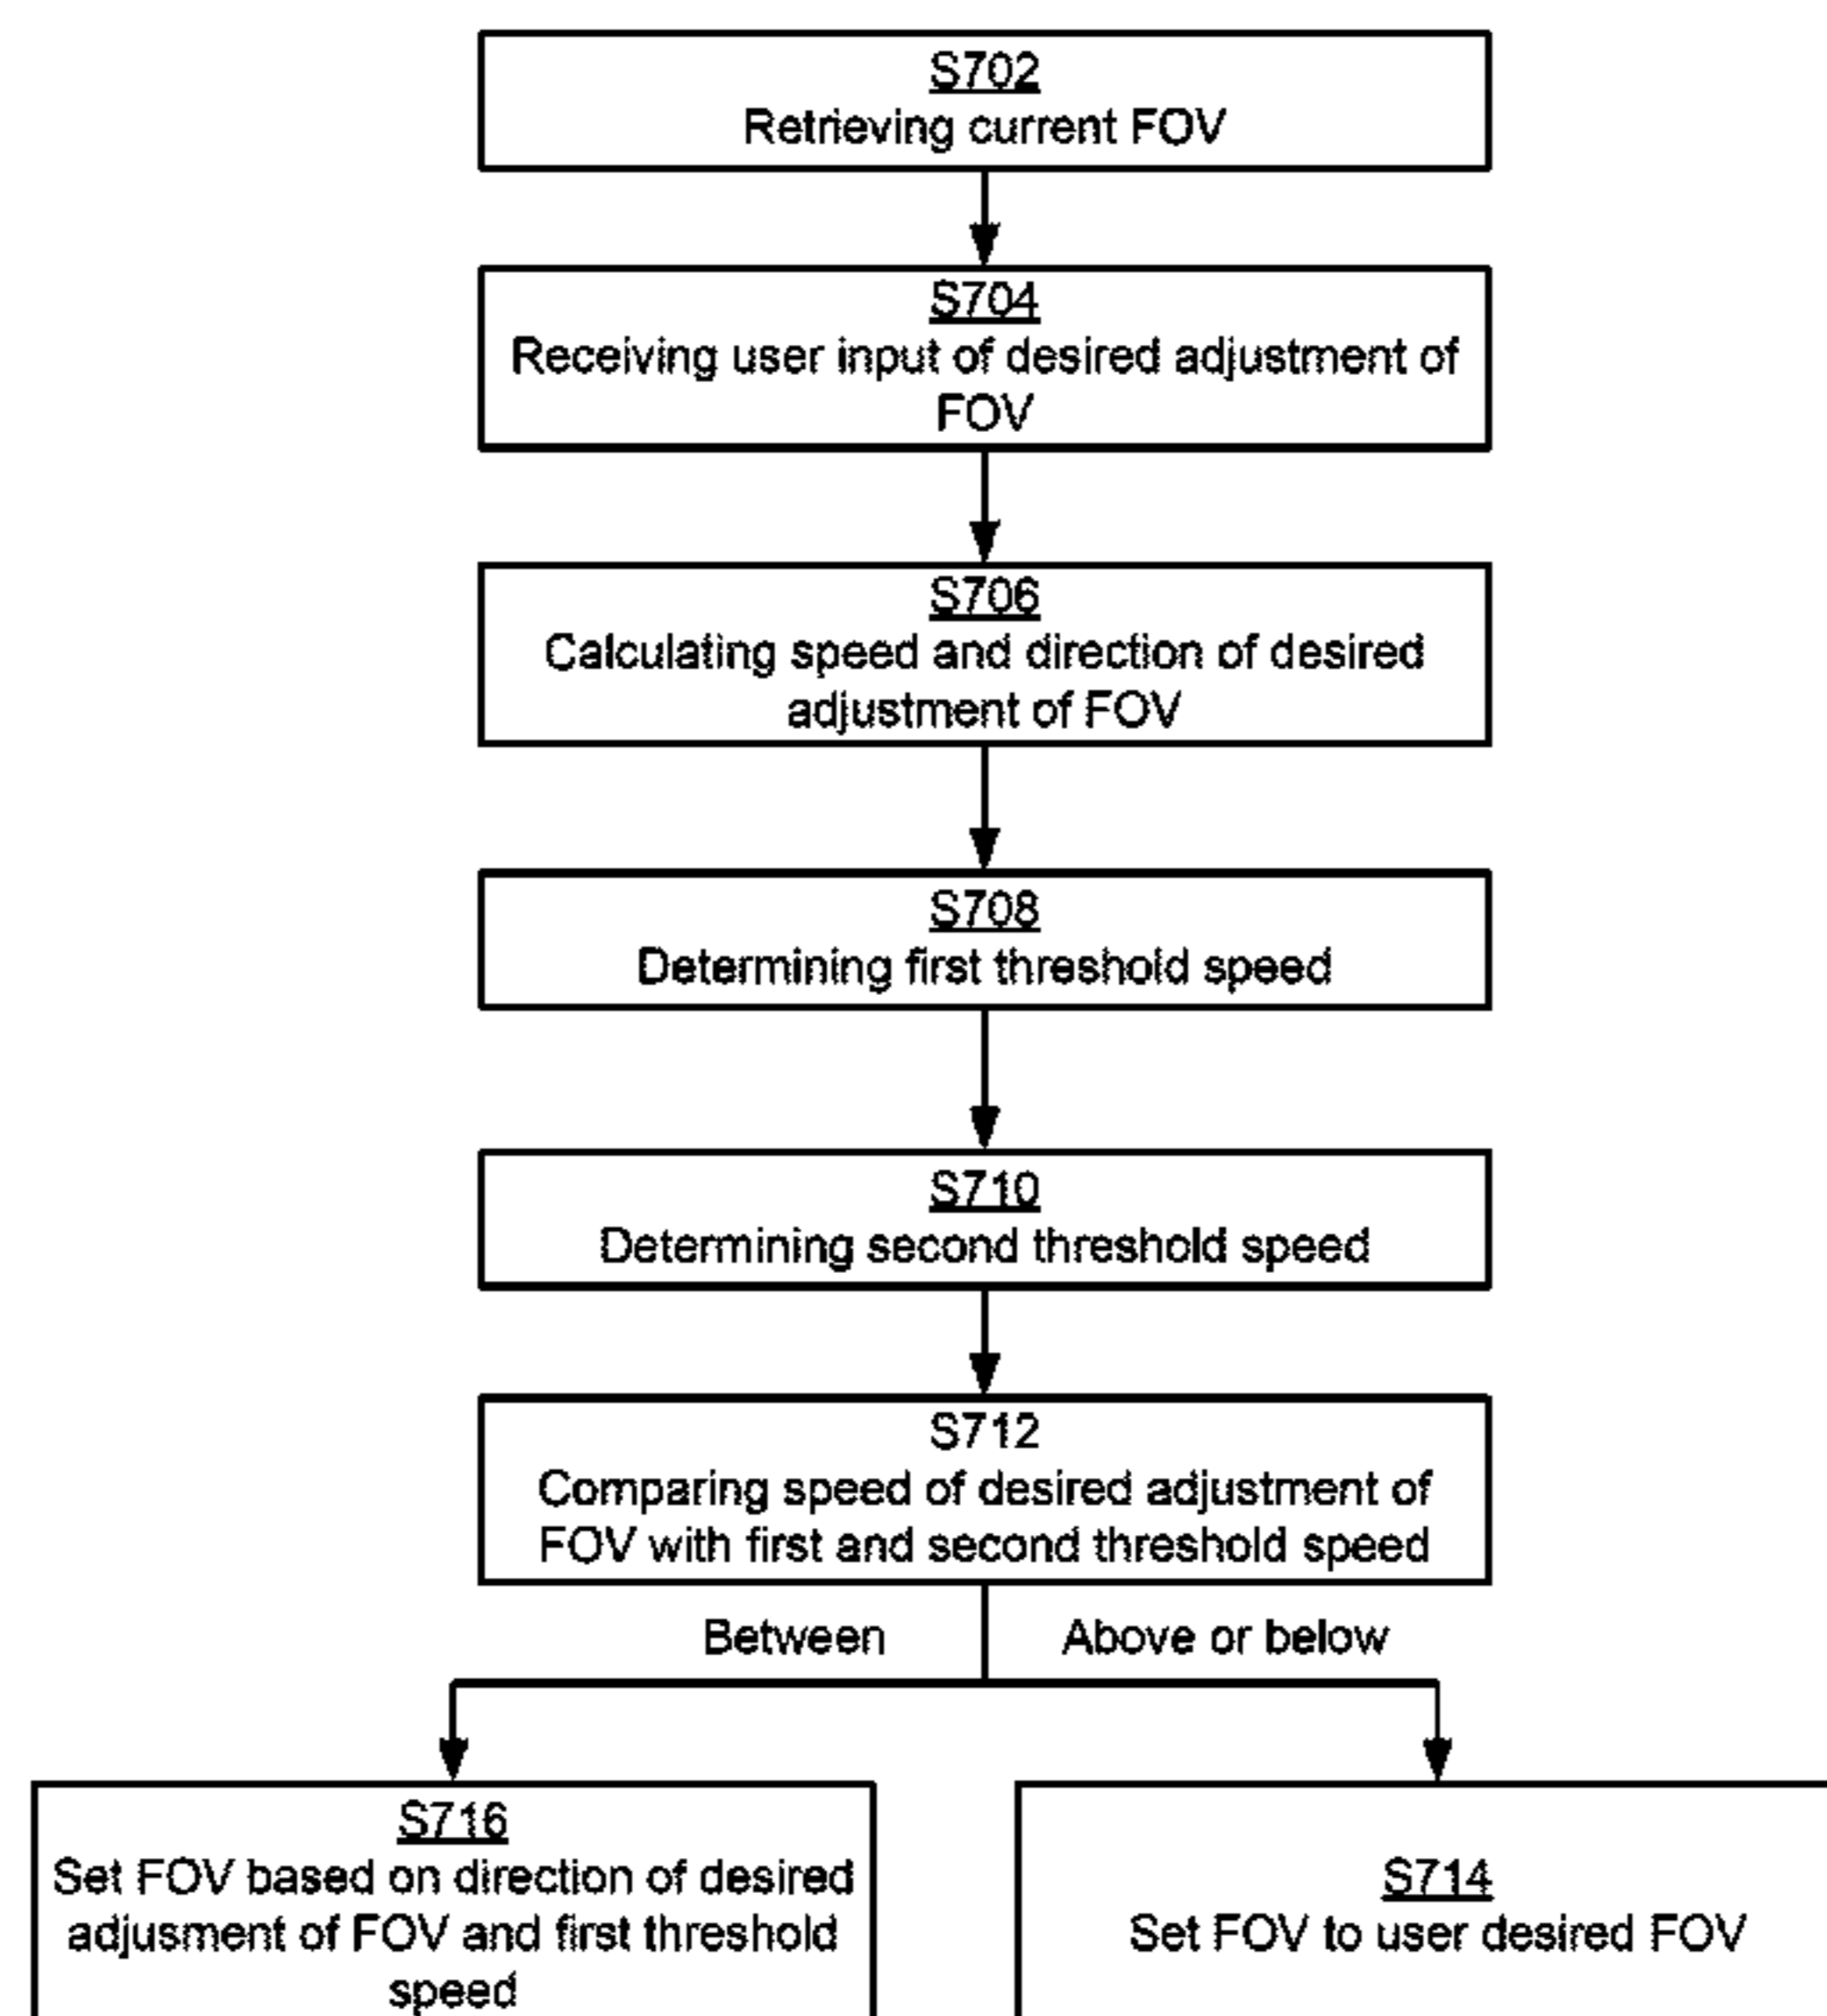 S702
Retrieving current FOV
S704
Receiving user input of desired adjustment of
FOV
S706
Calculating speed and direction of desired
adjustment of FOV
S708
Determining first threshold speed
S710
Determining second threshold speed
S712
Comparing speed of desired adjustment of
FOV with first and second threshold speed
Between
Above or below
S716
Set FOV based on direction of desired
adjusment of FOV and first threshold
speed
S714
Set FOV to user desired FOV